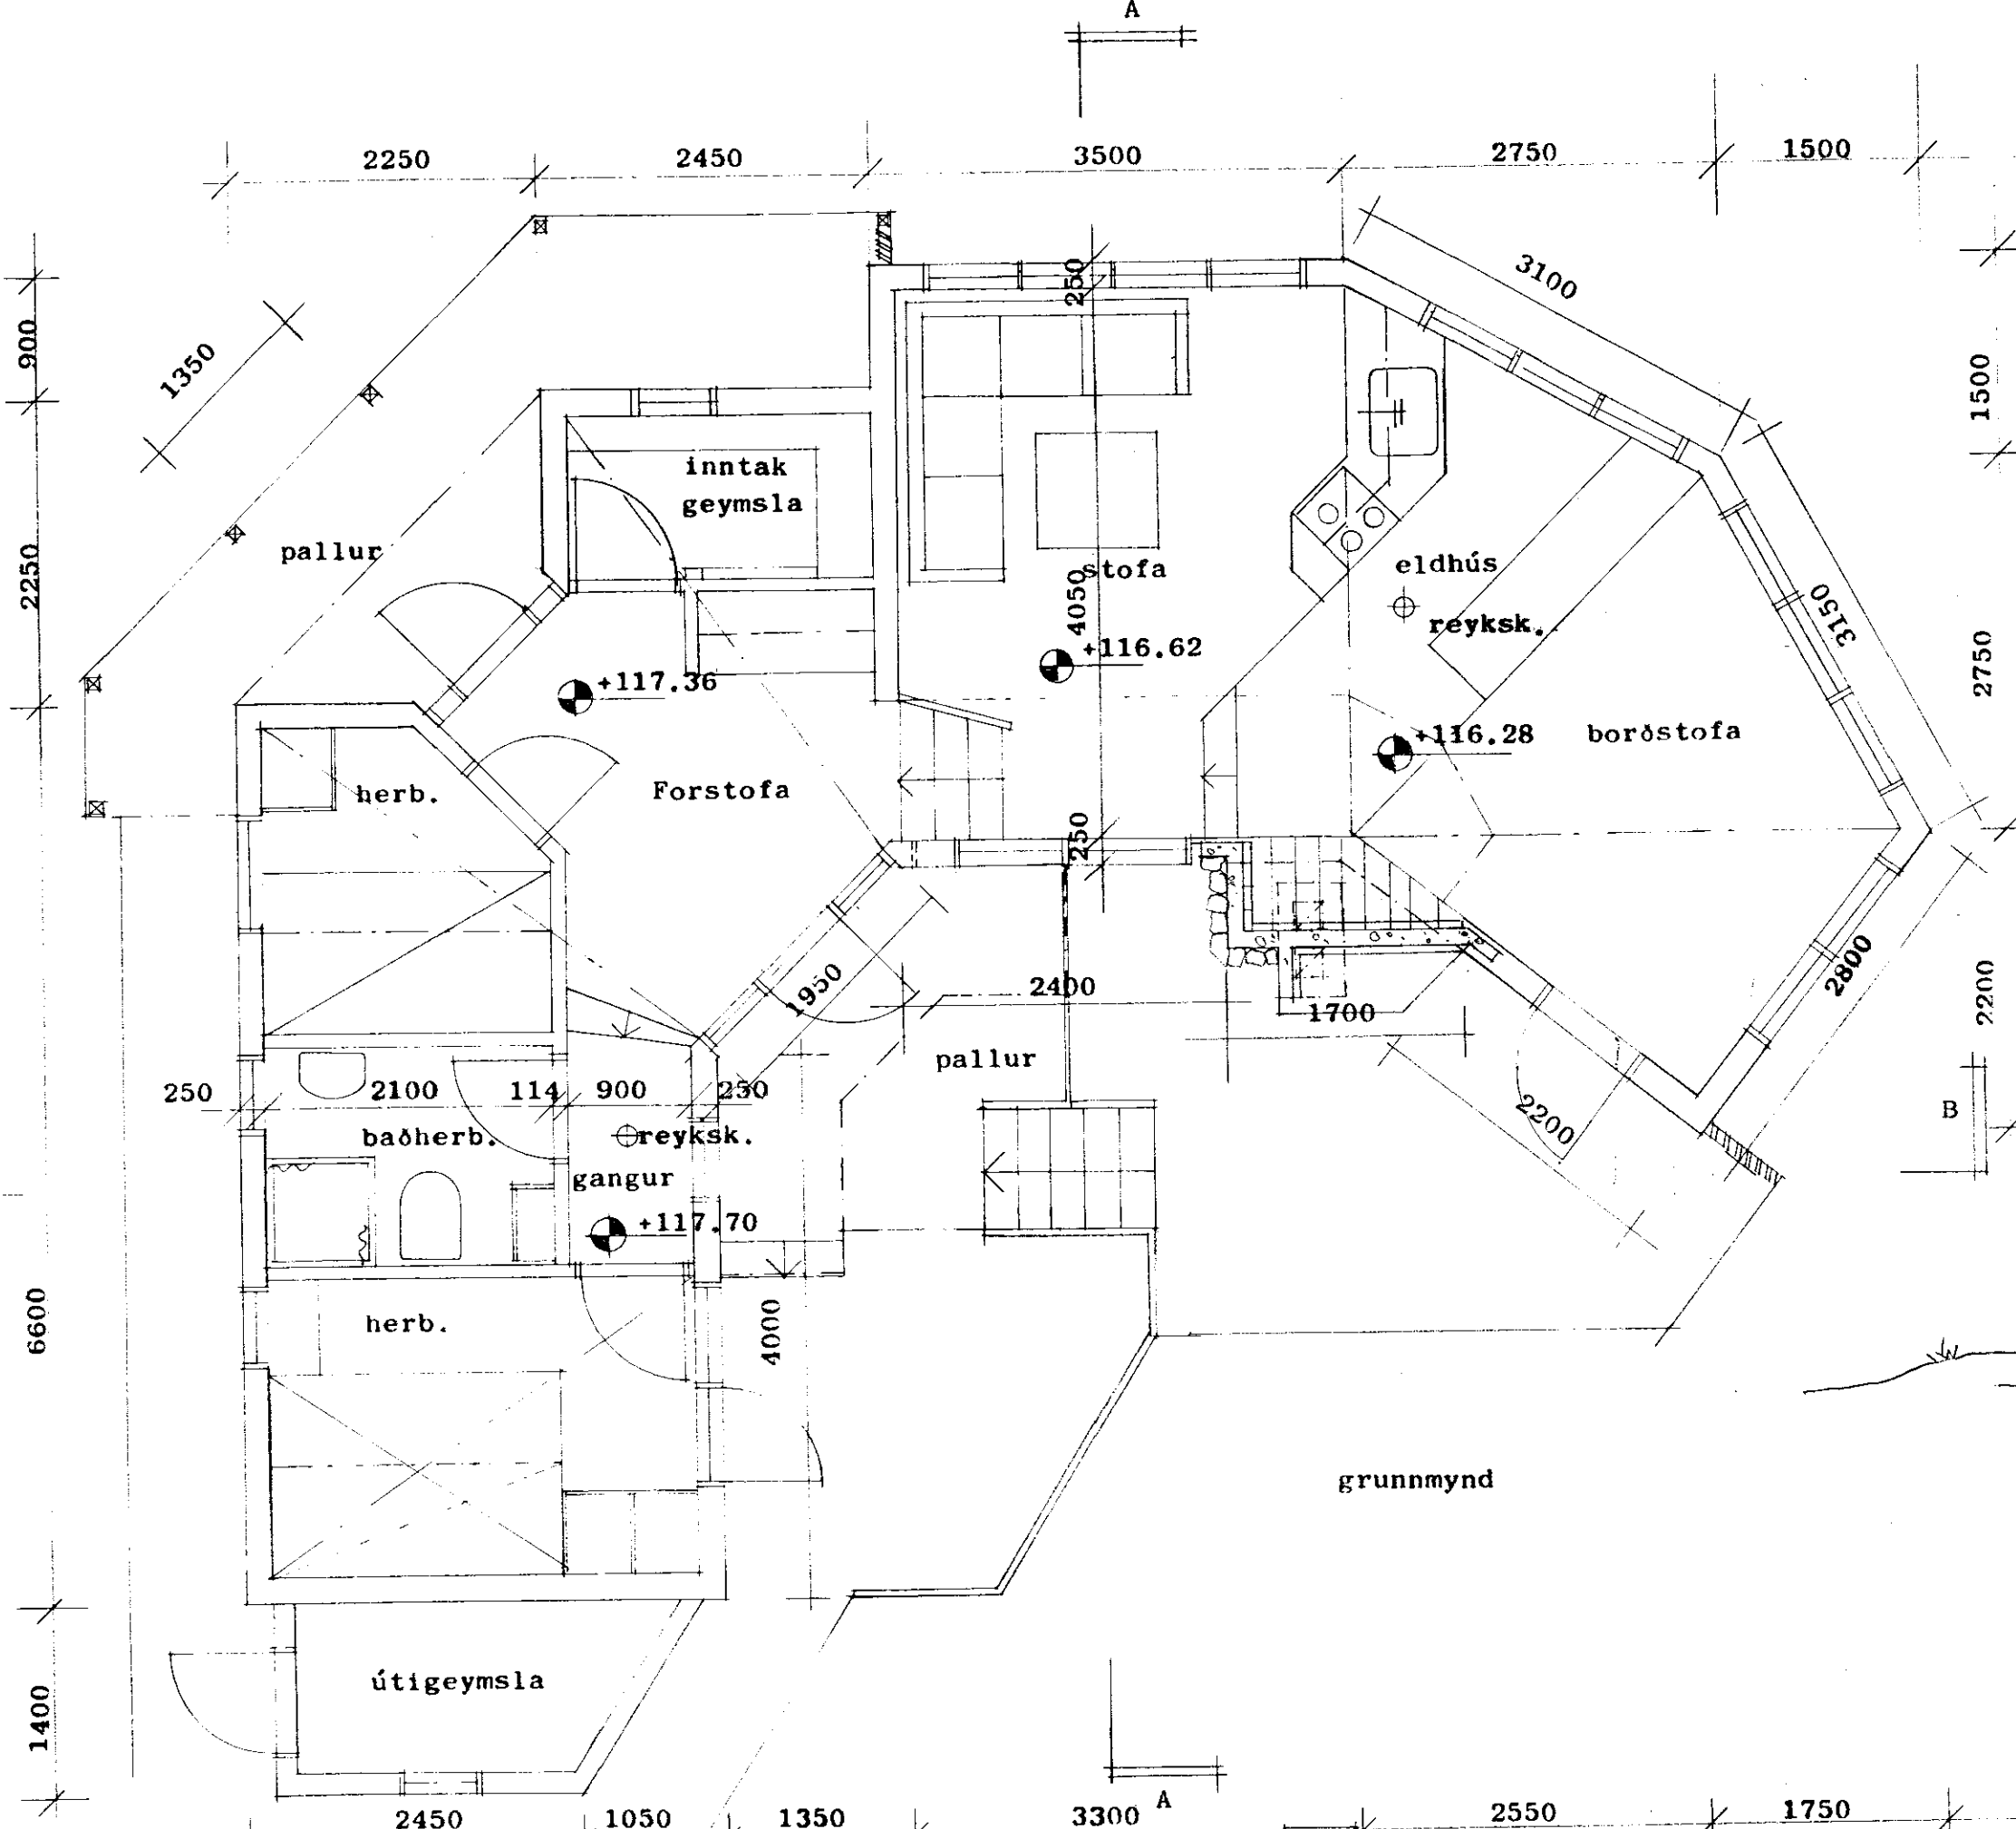 A
2250 2450 3500 2750 1500
3100
250
900
1350
1500
inntak
geymsla
pallur
2250
stofa
eldhús
4050
reyksk.
3150
+116.62
+117.36
2750
+116.28
borðstofa
herb.
Forstofa
250
1950
2400
1700
2800
2200
pallur
250 2100 114 900 250
baðherb.
reyksk.
2200
B
gangur
+117.70
herb.
4000
6600
grunnmynd
útigeymsla
1400
A
2450 1050 1350 3300 2550 1750